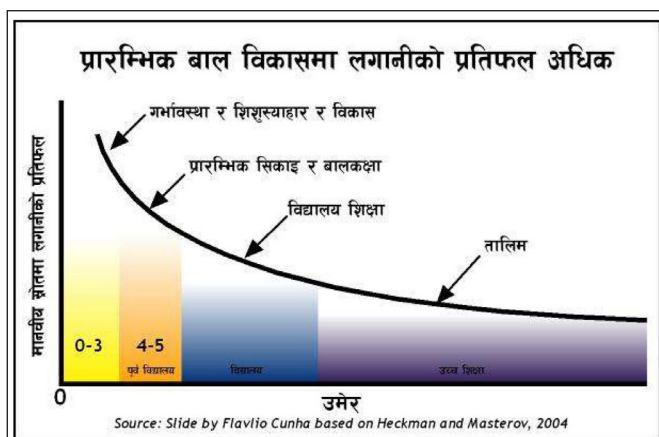 प्रारम्भिक बाल विकासमा लगानीको प्रतिफल अधिक
मानवीय स्रोतमा लगानीको प्रतिफल
गर्भावस्था र शिशुस्याहार र विकास
प्रारम्भिक सिकाइ र बालकक्षा
विद्यालय शिक्षा
तालिम
0-3
4-5
पूर्व विद्यालय
विद्यालय
उच्च शिक्षा
0
उमेर
Source: Slide by Flavlio Cunha based on Heckman and Masterov, 2004